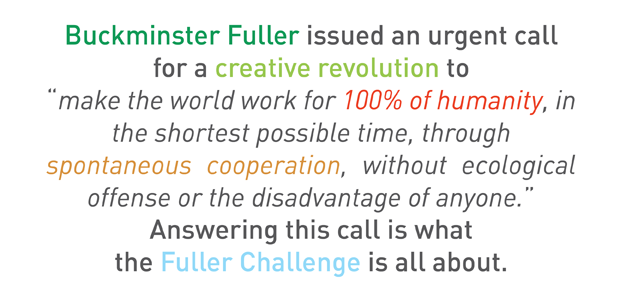 Buckminster Fuller issued an urgent call
for a creative revolution to
“make the world work for 100% of humanity, in
the shortest possible time, through
spontaneous cooperation, without ecological
offense or the disadvantage of anyone.”
Answering this call is what
the Fuller Challenge is all about.